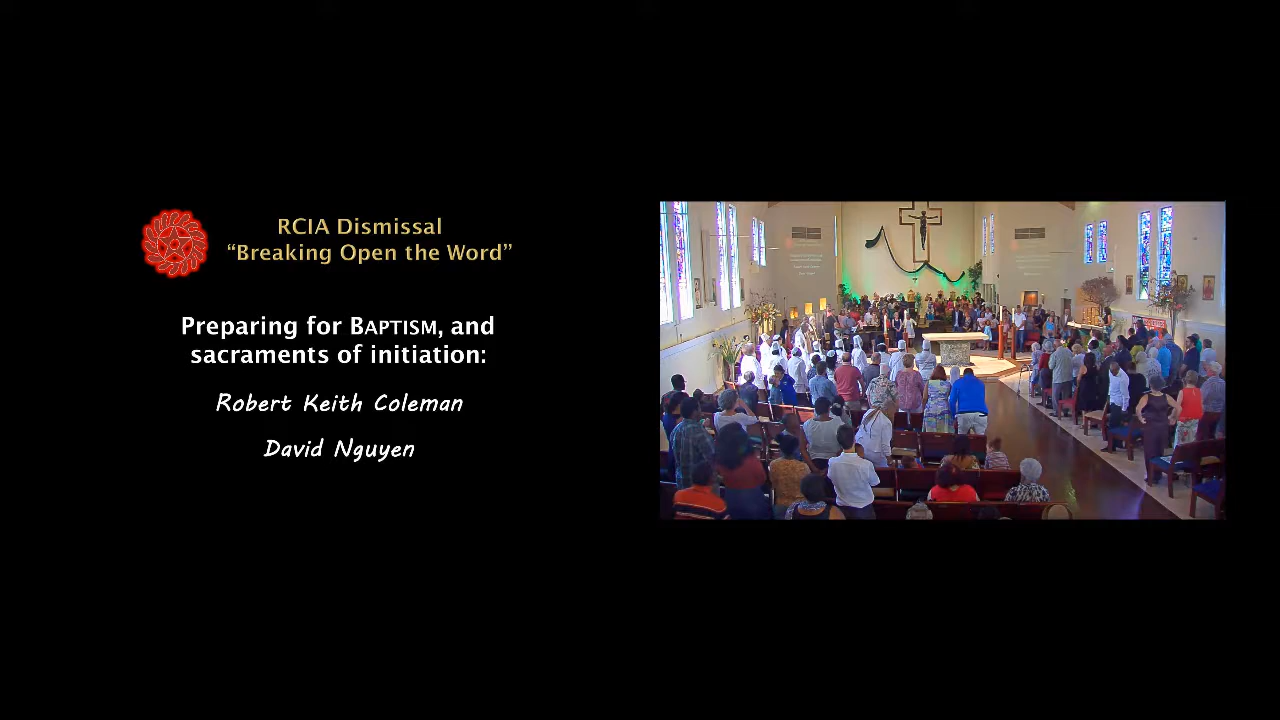 RCIA Dismissal
“Breaking Open the Word”
Preparing for BAPTISM, and
sacraments of initiation:
Robert Keith Coleman
David Nguyen